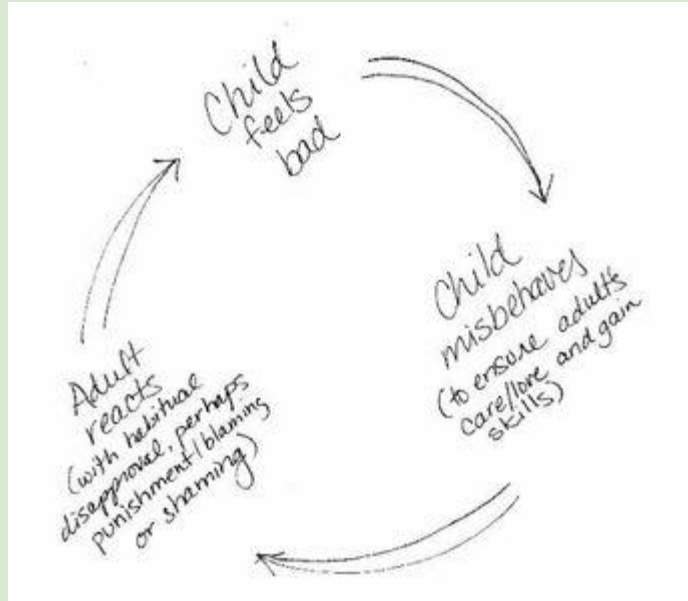 Child
feels
bad
Child
misbehaves
(to ensure adult's
care/love and gain
skills)
Adult
reacts
(with habitual
disapproval, perhaps
punishment/blaming
or shaming)